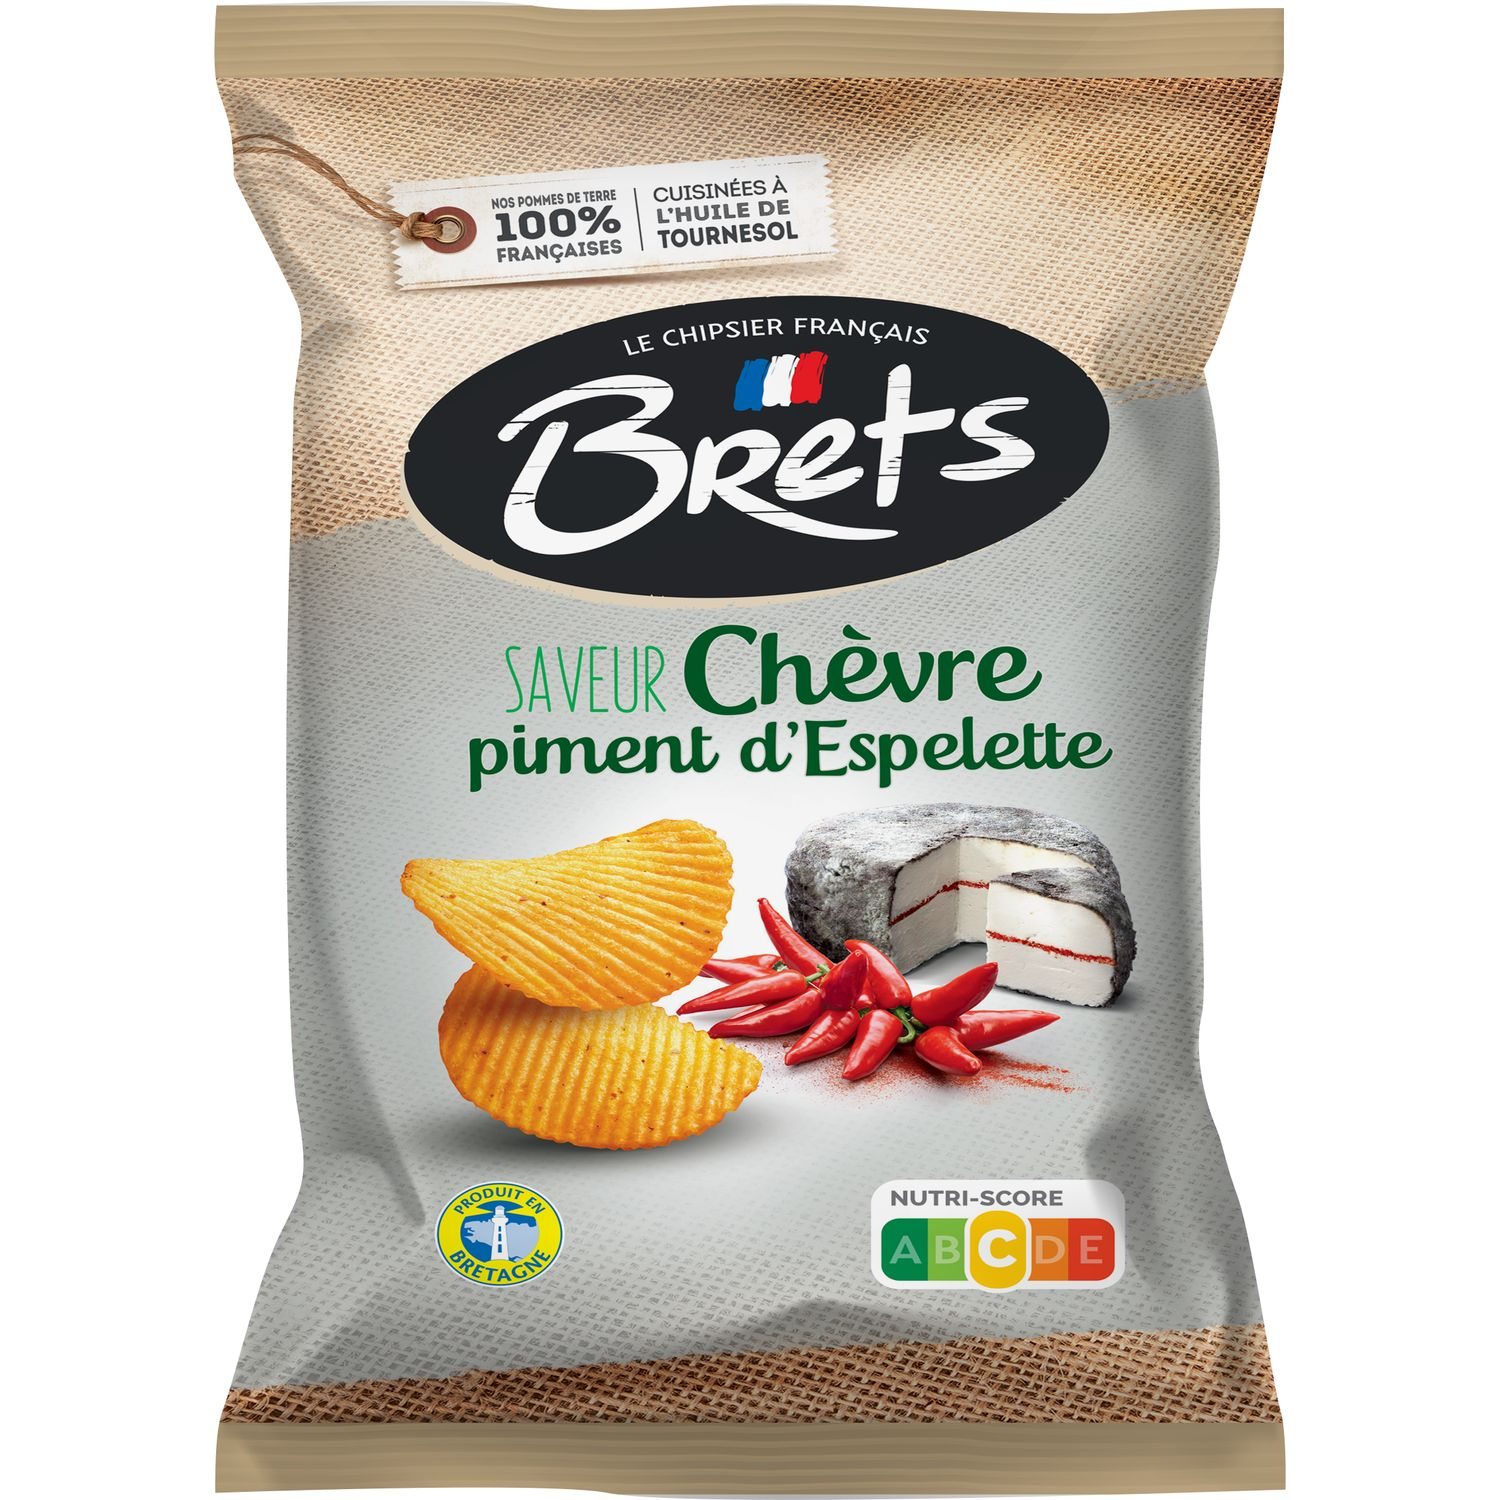 NOS POMMES DE TERRE
100%
FRANÇAISES
CUISINÉES À
L'HUILE DE
TOURNESOL
LE CHIPSIER FRANÇAIS
Brets
SAVEUR Chèvre
piment d'Espelette
PRODUIT EN
BRETAGNE
NUTRI-SCORE
A B C D E